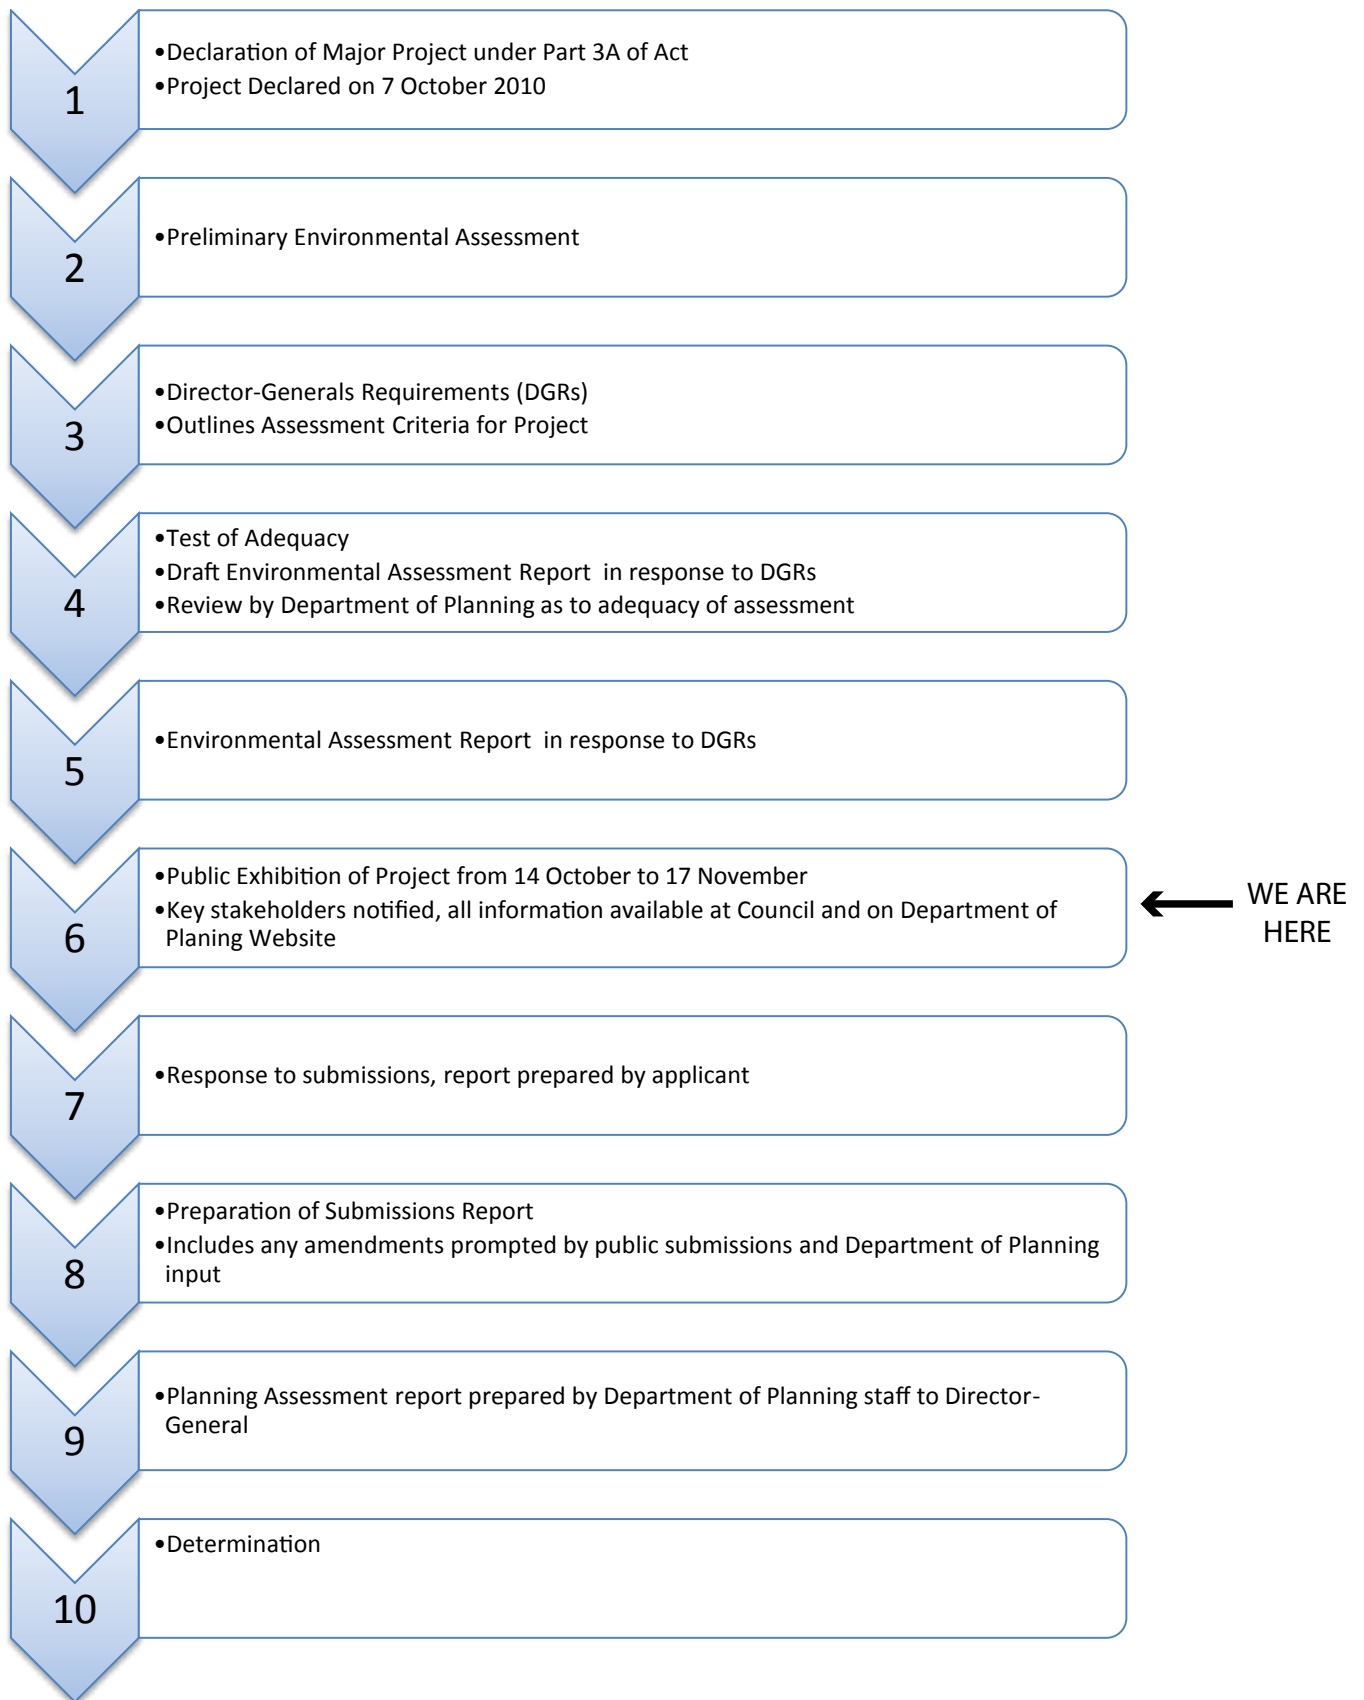 1
•Declaration of Major Project under Part 3A of Act
•Project Declared on 7 October 2010
2
•Preliminary Environmental Assessment
3
•Director-Generals Requirements (DGRs)
•Outlines Assessment Criteria for Project
4
•Test of Adequacy
•Draft Environmental Assessment Report in response to DGRs
•Review by Department of Planning as to adequacy of assessment
5
•Environmental Assessment Report in response to DGRs
6
•Public Exhibition of Project from 14 October to 17 November
•Key stakeholders notified, all information available at Council and on Department of
Planing Website
WE ARE
HERE
7
•Response to submissions, report prepared by applicant
8
•Preparation of Submissions Report
•Includes any amendments prompted by public submissions and Department of Planning
input
9
•Planning Assessment report prepared by Department of Planning staff to Director-
General
10
•Determination